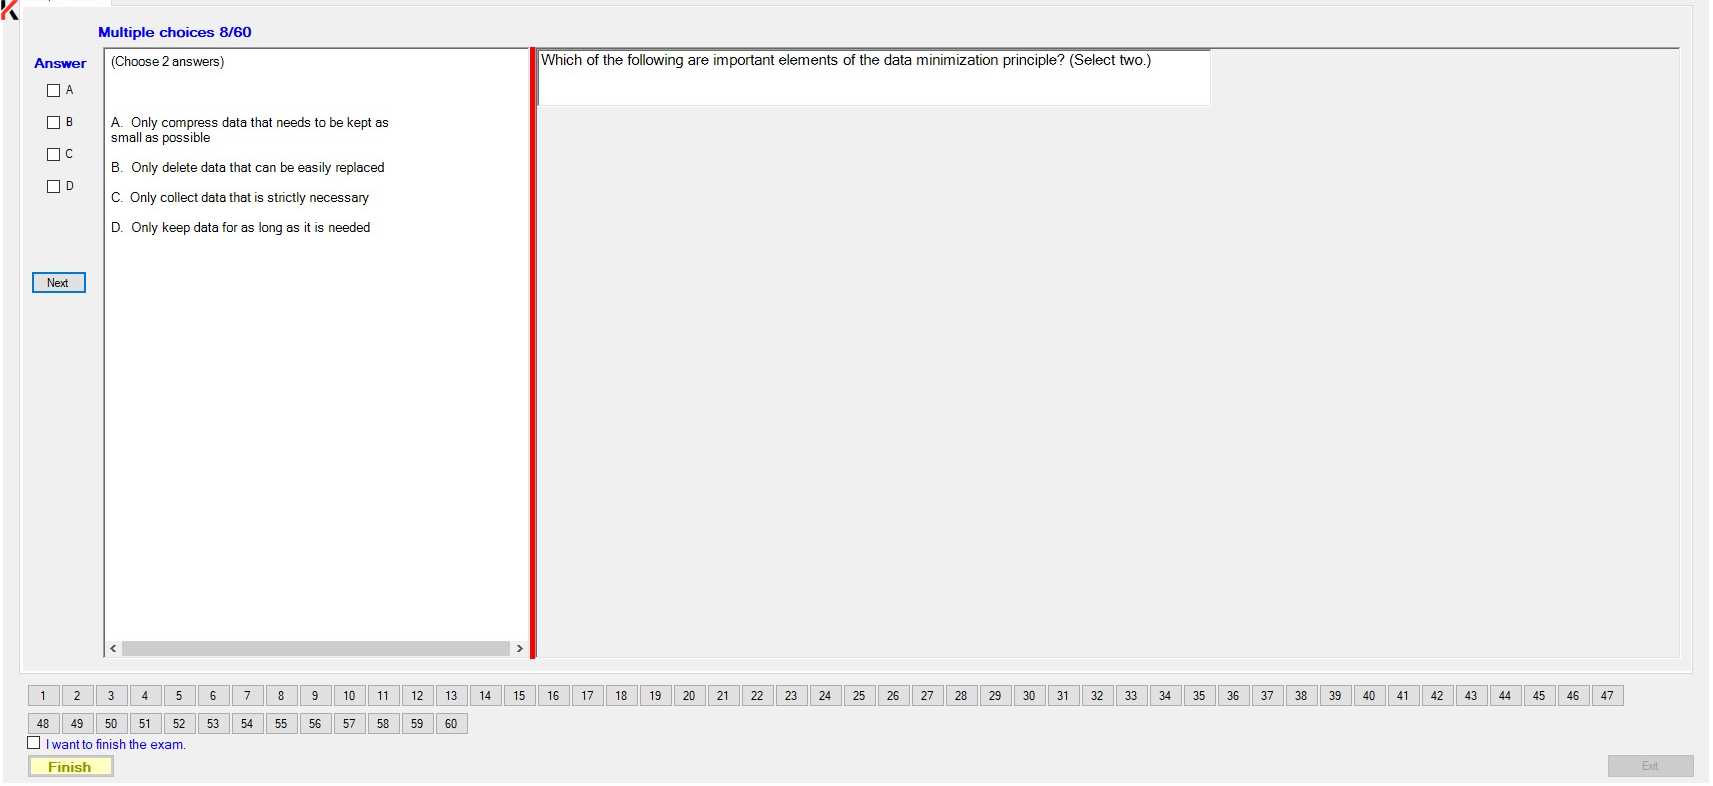 Multiple choices 8/60
Answer
A
B
C
D
Next
(Choose 2 answers)
A. Only compress data that needs to be kept as
small as possible
B. Only delete data that can be easily replaced
C. Only collect data that is strictly necessary
D. Only keep data for as long as it is needed
Which of the following are important elements of the data minimization principle? (Select two.)
1 2 3 4 5 6 7 8 9 10 11 12 13 14 15 16 17 18 19 20 21 22 23 24 25 26 27 28 29 30 31 32 33 34 35 36 37 38 39 40 41 42 43 44 45 46 47
48 49 50 51 52 53 54 55 56 57 58 59 60
I want to finish the exam.
Finish
Exit